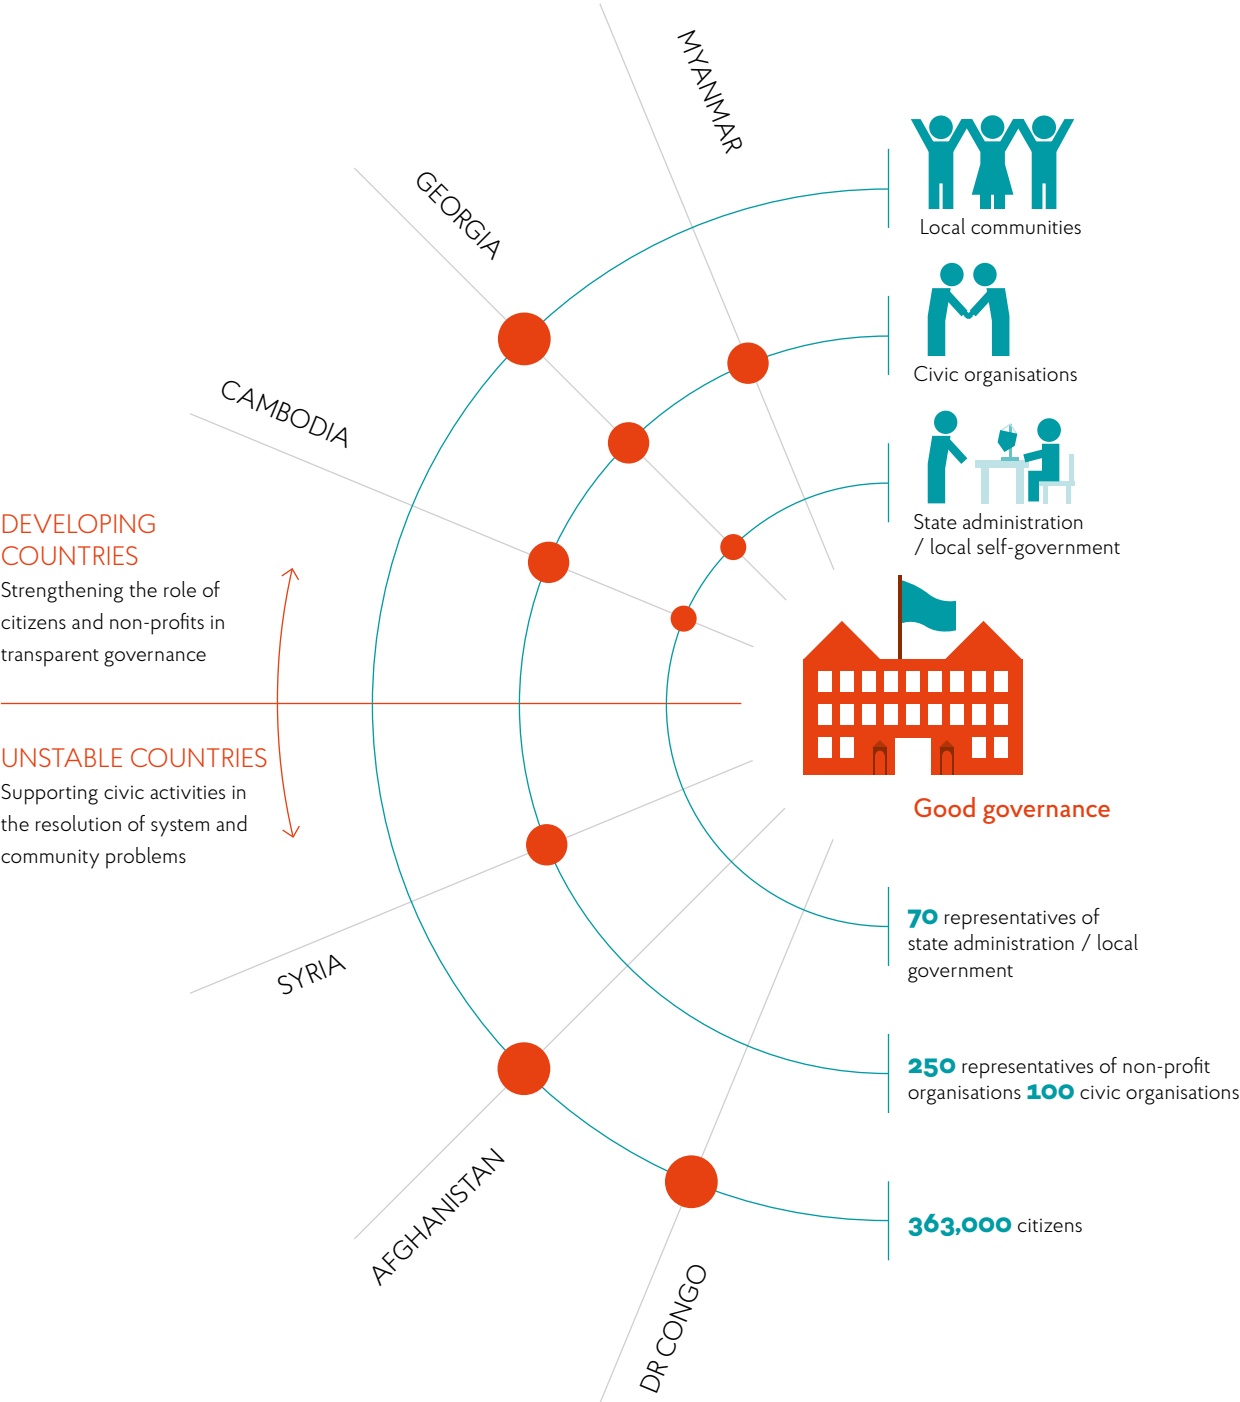 MYANMAR
GEORGIA
CAMBODIA
Local communities
Civic organisations
State administration
/ local self-government
DEVELOPING
COUNTRIES
Strengthening the role of
citizens and non-profits in
transparent governance
UNSTABLE COUNTRIES
Supporting civic activities in
the resolution of system and
community problems
Good governance
SYRIA
AFGHANISTAN
DR CONGO
70 representatives of
state administration / local
government
250 representatives of non-profit
organisations 100 civic organisations
363,000 citizens